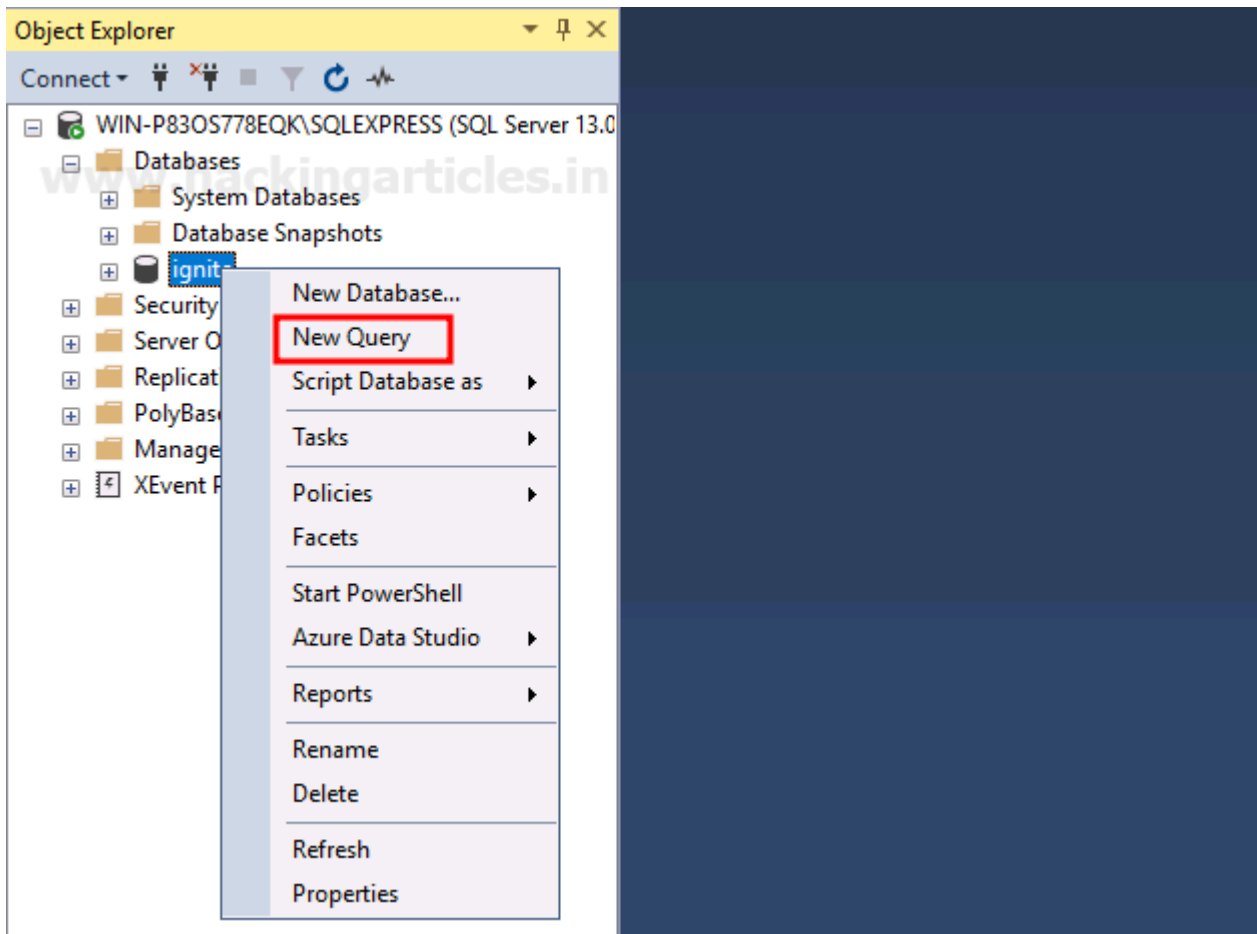 Object Explorer
Connect
WIN-P83OS778EQK\SQLEXPRESS (SQL Server 13.0
Databases
www.hackingarticles.in
System Databases
Database Snapshots
ignite
Security
Server O
Replicati
PolyBase
Manage
XEvent P
New Database...
New Query
Script Database as
Tasks
Policies
Facets
Start PowerShell
Azure Data Studio
Reports
Rename
Delete
Refresh
Properties